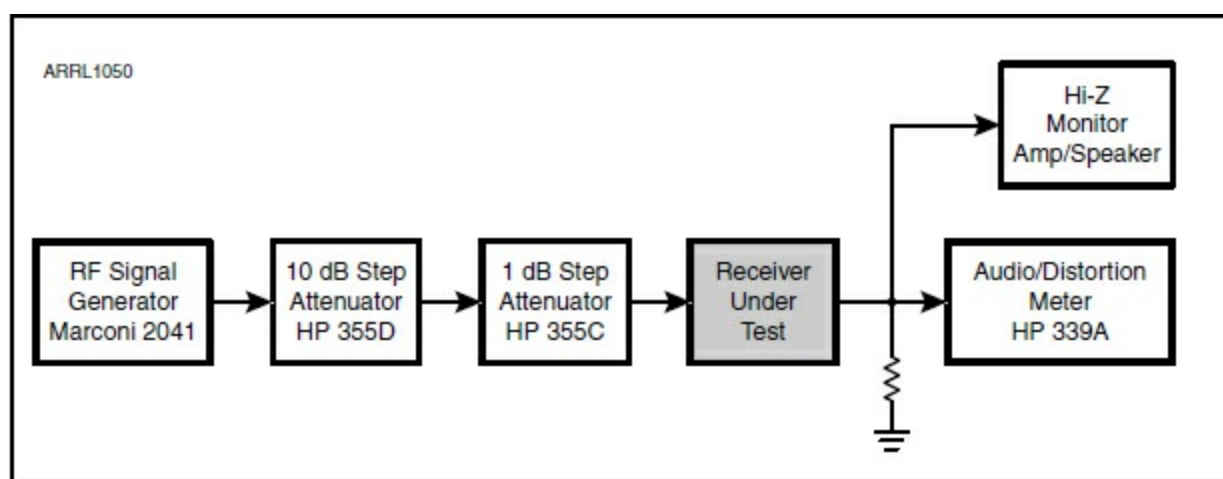 ARRL1050
Hi-Z
Monitor
Amp/Speaker
RF Signal
Generator
Marconi 2041
10 dB Step
Attenuator
HP 355D
1 dB Step
Attenuator
HP 355C
Receiver
Under
Test
Audio/Distortion
Meter
HP 339A